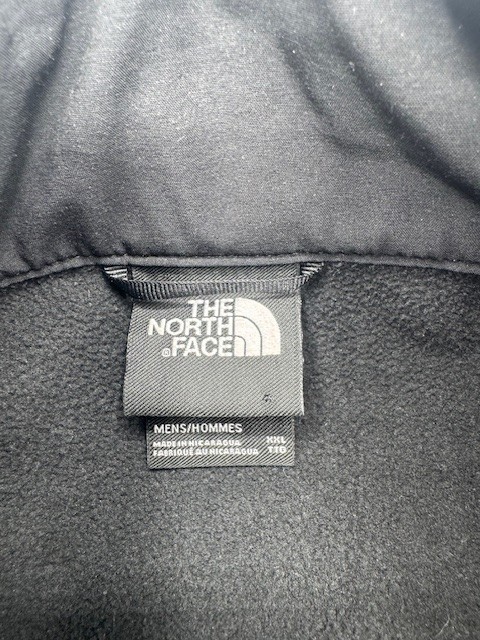 THE
NORTH
®FACE
MENS/HOMMES
MADE IN NICARAGUA XXL
FABRIQUÉ AU NICARAGUA TTG